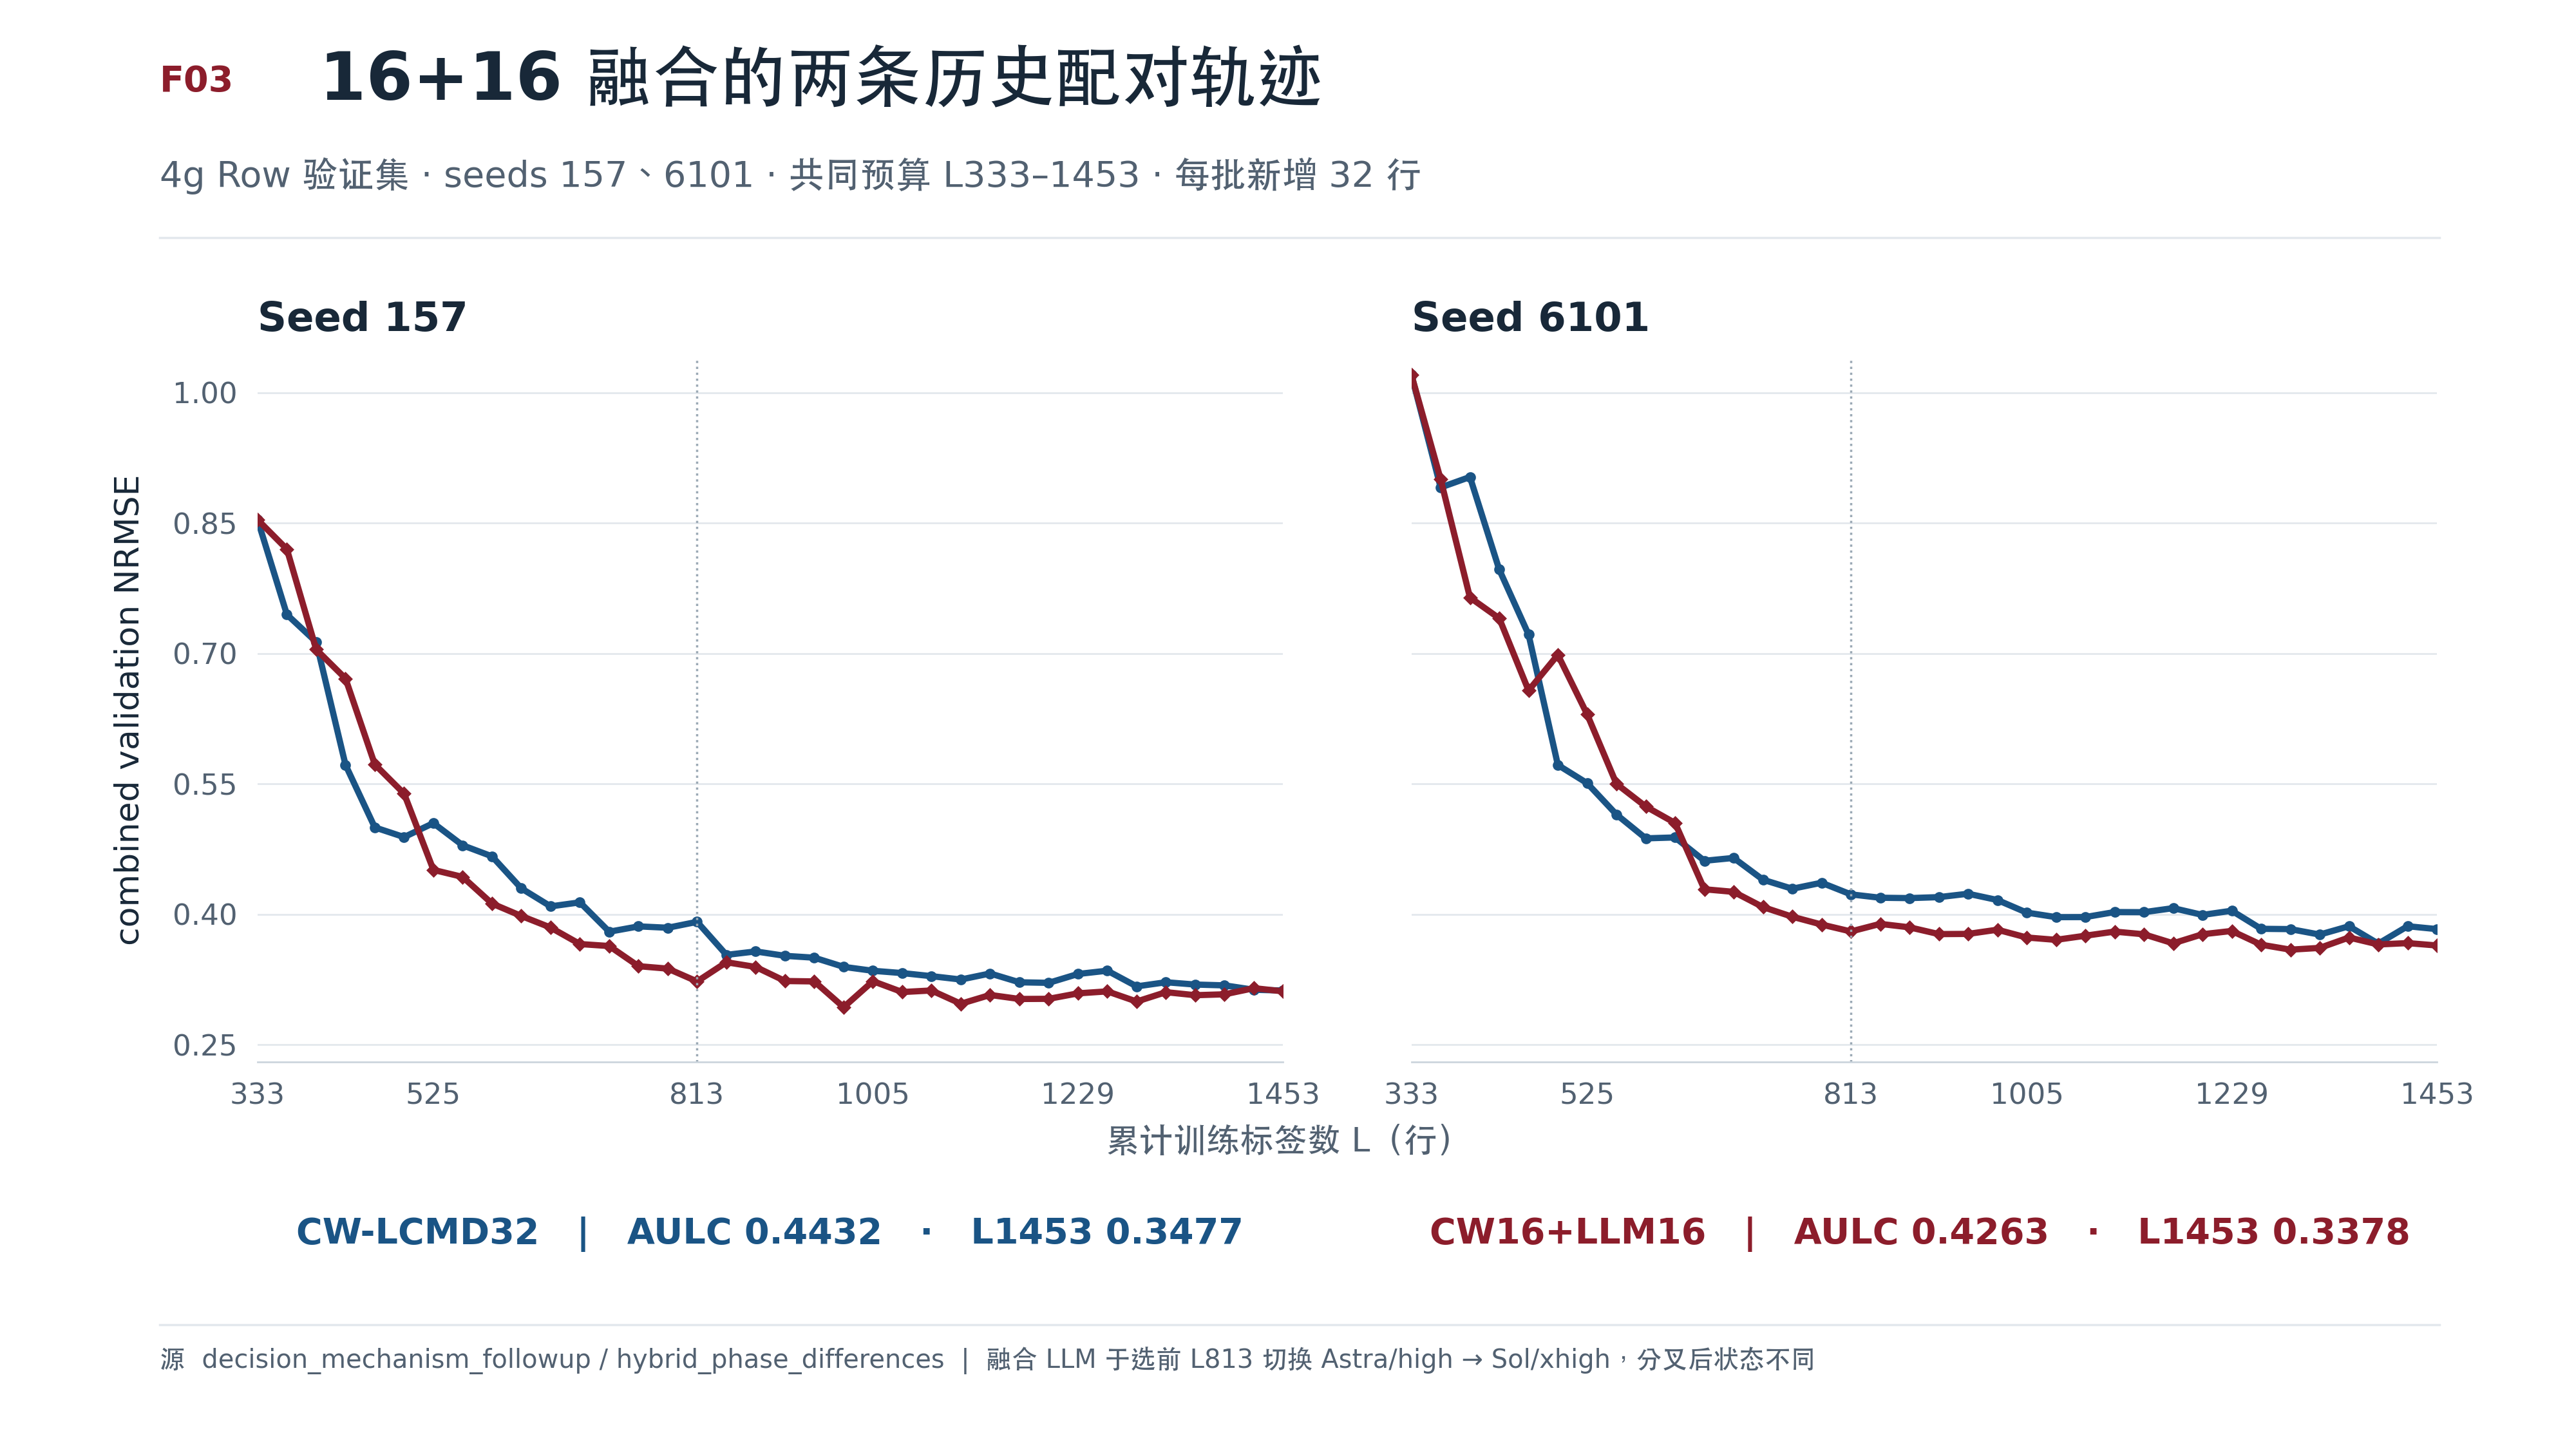 F03 16+16 融合的两条历史配对轨迹
4g Row 验证集 · seeds 157、6101 · 共同预算 L333–1453 · 每批新增 32 行
Seed 157
Seed 6101
combined validation NRMSE
1.00
0.85
0.70
0.55
0.40
0.25
333 525 813 1005 1229 1453
333 525 813 1005 1229 1453
累计训练标签数 L（行）
CW-LCMD32 | AULC 0.4432 · L1453 0.3477
CW16+LLM16 | AULC 0.4263 · L1453 0.3378
源 decision_mechanism_followup / hybrid_phase_differences | 融合 LLM 于选前 L813 切换 Astra/high → Sol/xhigh，分叉后状态不同